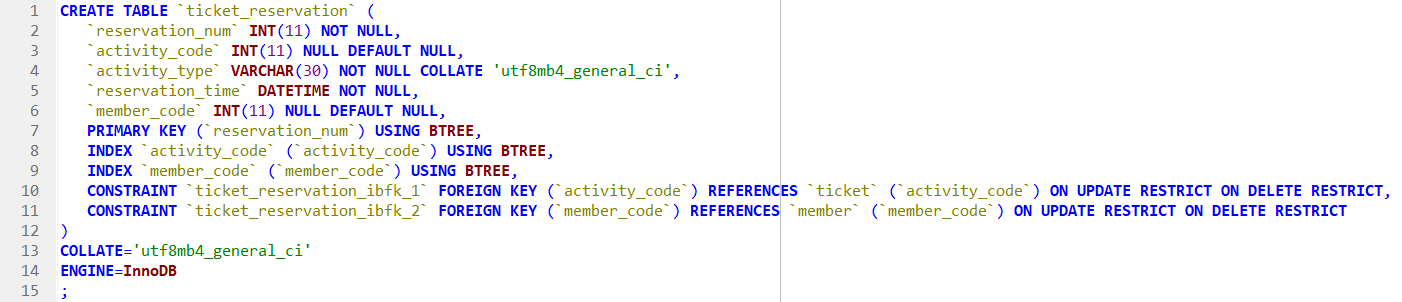 1 CREATE TABLE `ticket_reservation` (
2 `reservation_num` INT(11) NOT NULL,
3 `activity_code` INT(11) NULL DEFAULT NULL,
4 `activity_type` VARCHAR(30) NOT NULL COLLATE 'utf8mb4_general_ci',
5 `reservation_time` DATETIME NOT NULL,
6 `member_code` INT(11) NULL DEFAULT NULL,
7 PRIMARY KEY (`reservation_num`) USING BTREE,
8 INDEX `activity_code` (`activity_code`) USING BTREE,
9 INDEX `member_code` (`member_code`) USING BTREE,
10 CONSTRAINT `ticket_reservation_ibfk_1` FOREIGN KEY (`activity_code`) REFERENCES `ticket` (`activity_code`) ON UPDATE RESTRICT ON DELETE RESTRICT,
11 CONSTRAINT `ticket_reservation_ibfk_2` FOREIGN KEY (`member_code`) REFERENCES `member` (`member_code`) ON UPDATE RESTRICT ON DELETE RESTRICT
12 )
13 COLLATE='utf8mb4_general_ci'
14 ENGINE=InnoDB
15 ;